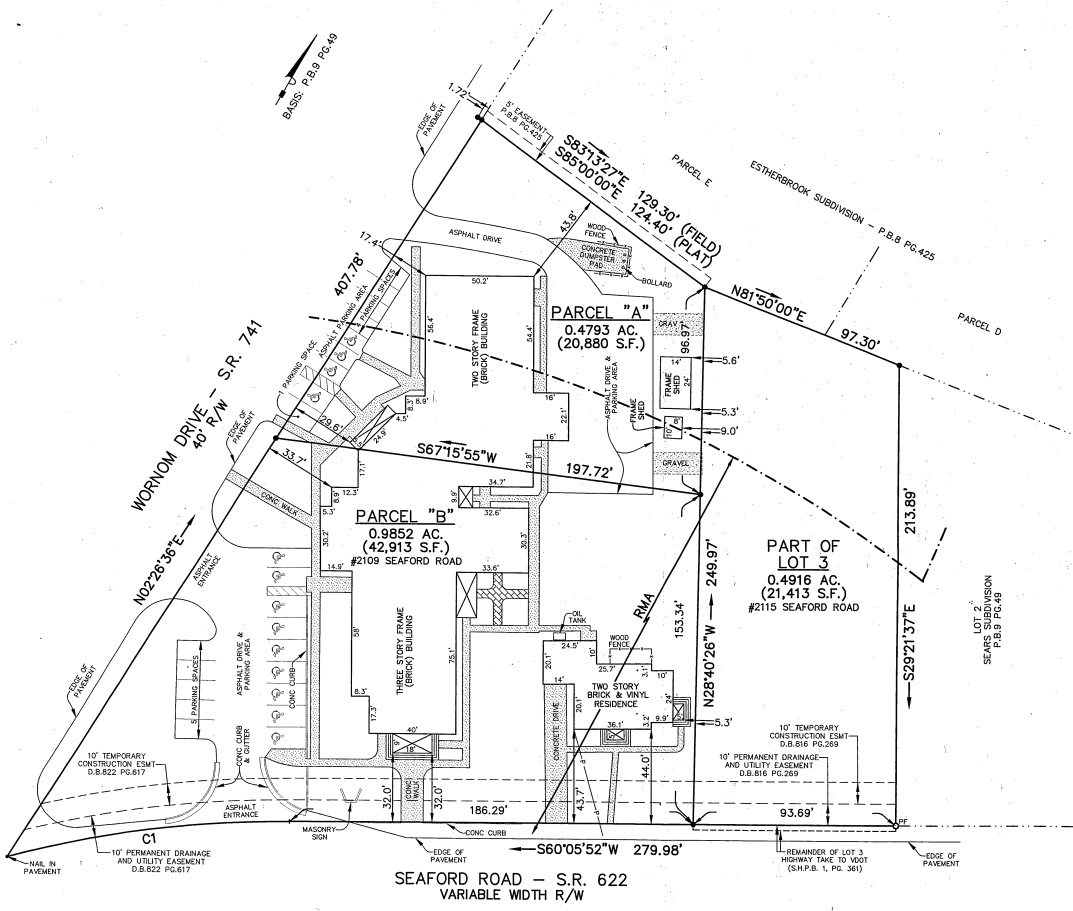 BASIS: P.B.9 PG.49
1.72'
EDGE OF
PAVEMENT
5' EASEMENT
P.B.8 PG.425
S83°13'27"E
S85°00'00"E
129.30' (FIELD)
124.40' (PLAT)
PARCEL E
ESTHERBROOK SUBDIVISION - P.B.8 PG.425
PARCEL D
N81°50'00"E
97.30'
43.8'
WOOD
FENCE
CONCRETE
DUMPSTER
PAD
BOLLARD
ASPHALT DRIVE
17.4'
50.2'
407.78'
4 PARKING SPACES
ASPHALT PARKING AREA
PARKING SPACE
56.4'
TWO STORY FRAME
(BRICK) BUILDING
54.4'
PARCEL "A"
0.4793 AC.
(20,880 S.F.)
GRAV
96.97'
14'
FRAME
SHED
24'
5.6'
5.3'
ASPHALT DRIVE &
PARKING AREA
FRAME
SHED
8'
10'
9.0'
GRAVEL
WORNOM DRIVE - S.R. 741
40' R/W
EDGE OF
PAVEMENT
29.6'
33.7'
8.3'
8.9'
4.5'
24.9'
16'
22.1'
16'
21.8'
S67°15'55"W
197.72'
17.1'
12.3'
8.9'
5.3'
34.7'
9.9'
32.6'
CONC WALK
PARCEL "B"
0.9852 AC.
(42,913 S.F.)
#2109 SEAFORD ROAD
30.2'
30.3'
14.9'
33.6'
N02°26'36"E
ASPHALT
ENTRANCE
PART OF
LOT 3
0.4916 AC.
(21,413 S.F.)
#2115 SEAFORD ROAD
213.89'
S29°21'37"E
LOT 2
SEARS SUBDIVISION
P.B.9 PG.49
RMA
153.34'
N28°40'26"W
249.97'
58'
THREE STORY FRAME
(BRICK) BUILDING
75.1'
8.3'
17.3'
40'
9'
18'
OIL
TANK
24.5'
10'
WOOD
FENCE
20.1'
25.7'
3.1'
10'
14'
TWO STORY
BRICK & VINYL
RESIDENCE
20.1'
24'
36.1'
3.2'
9.9'
5.3'
CONCRETE DRIVE
EDGE OF
PAVEMENT
5 PARKING SPACES
ASPHALT DRIVE &
PARKING AREA
CONC CURB
CONC CURB
& GUTTER
10' TEMPORARY
CONSTRUCTION ESMT
D.B.822 PG.617
32.0'
CONC
WALK
32.0'
43.7'
44.0'
10' TEMPORARY
CONSTRUCTION ESMT
D.B.816 PG.269
10' PERMANENT DRAINAGE
AND UTILITY EASEMENT
D.B.816 PG.269
ASPHALT
ENTRANCE
186.29'
93.69'
PF
MASONRY
SIGN
CONC CURB
C1
10' PERMANENT DRAINAGE
AND UTILITY EASEMENT
D.B.822 PG.617
NAIL IN
PAVEMENT
EDGE OF
PAVEMENT
S60°05'52"W 279.98'
REMAINDER OF LOT 3
HIGHWAY TAKE TO VDOT
(S.H.P.B. 1, PG. 361)
EDGE OF
PAVEMENT
SEAFORD ROAD - S.R. 622
VARIABLE WIDTH R/W